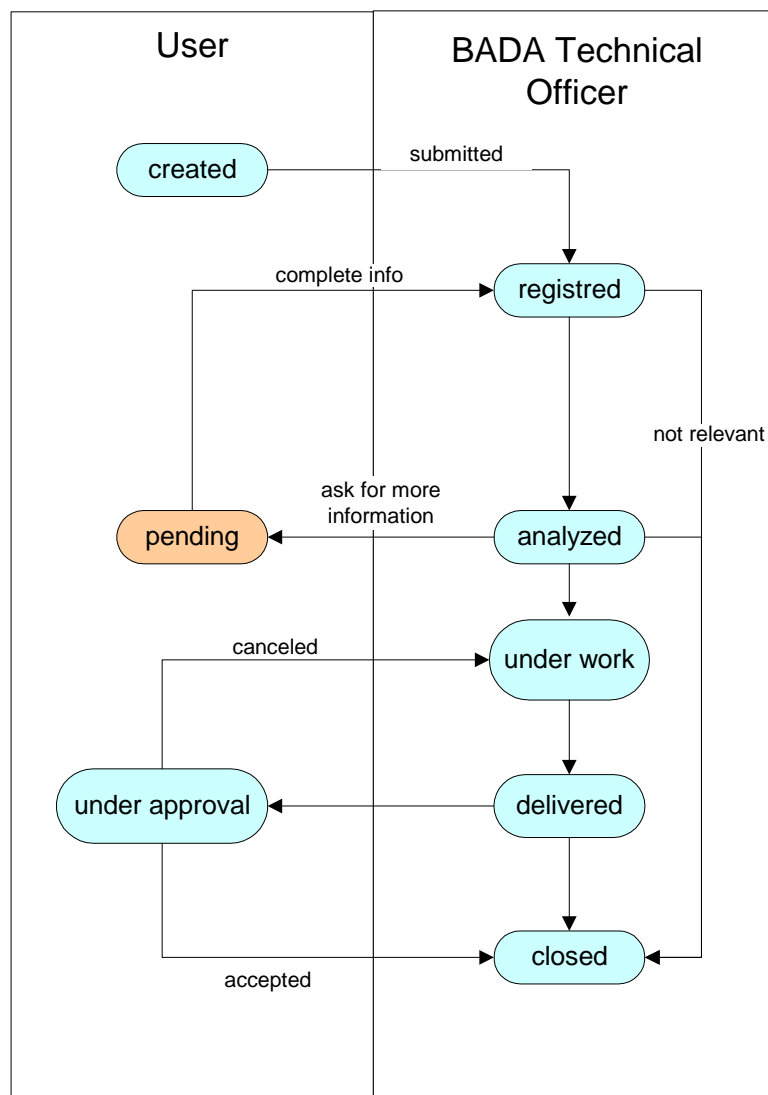 User
BADA Technical
Officer
created
submitted
complete info
registred
not relevant
ask for more
information
pending
analyzed
canceled
under work
under approval
delivered
accepted
closed